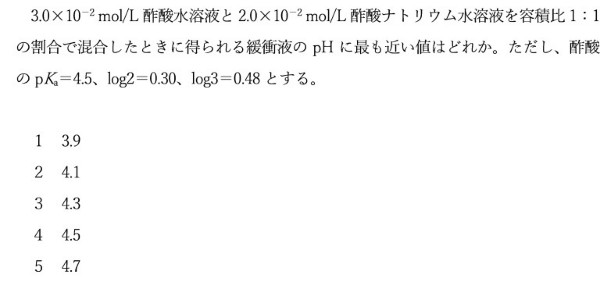 3.0×10⁻² mol/L 酢酸水溶液と 2.0×10⁻² mol/L 酢酸ナトリウム水溶液を容積比 1：1
の割合で混合したときに得られる緩衝液の pH に最も近い値はどれか。ただし、酢酸
の pKₐ＝4.5、log2＝0.30、log3＝0.48 とする。
1 3.9
2 4.1
3 4.3
4 4.5
5 4.7